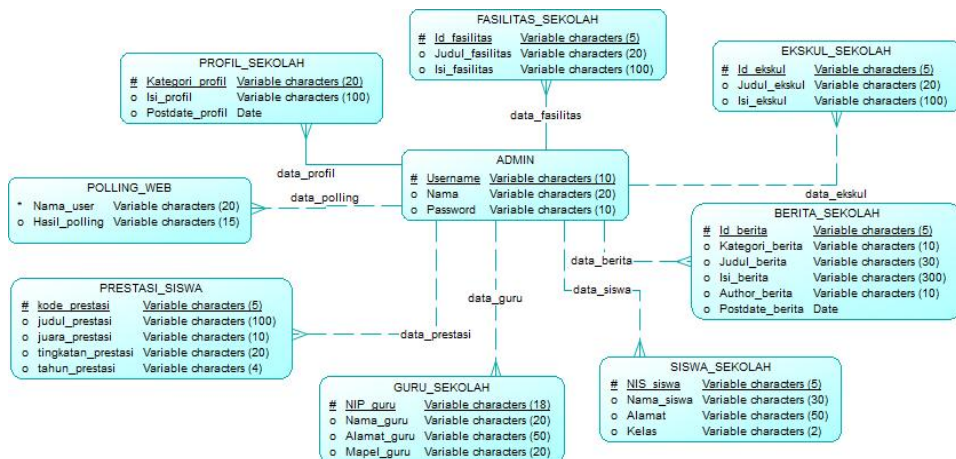 FASILITAS_SEKOLAH
# Id_fasilitas Variable characters (5)
o Judul_fasilitas Variable characters (20)
o Isi_fasilitas Variable characters (100)
EKSKUL_SEKOLAH
# Id_ekskul Variable characters (5)
o Judul_ekskul Variable characters (20)
o Isi_ekskul Variable characters (100)
PROFIL_SEKOLAH
# Kategori_profil Variable characters (20)
o Isi_profil Variable characters (100)
o Postdate_profil Date
data_fasilitas
data_profil
ADMIN
# Username Variable characters (10)
o Nama Variable characters (20)
o Password Variable characters (10)
data_ekskul
POLLING_WEB
* Nama_user Variable characters (20)
o Hasil_polling Variable characters (15)
data_polling
BERITA_SEKOLAH
# Id_berita Variable characters (5)
o Kategori_berita Variable characters (10)
o Judul_berita Variable characters (30)
o Isi_berita Variable characters (300)
o Author_berita Variable characters (10)
o Postdate_berita Date
data_berita
data_siswa
data_guru
data_prestasi
PRESTASI_SISWA
# kode_prestasi Variable characters (5)
o judul_prestasi Variable characters (100)
o juara_prestasi Variable characters (10)
o tingkatan_prestasi Variable characters (20)
o tahun_prestasi Variable characters (4)
GURU_SEKOLAH
# NIP_guru Variable characters (18)
o Nama_guru Variable characters (20)
o Alamat_guru Variable characters (50)
o Mapel_guru Variable characters (20)
SISWA_SEKOLAH
# NIS_siswa Variable characters (5)
o Nama_siswa Variable characters (30)
o Alamat Variable characters (50)
o Kelas Variable characters (2)